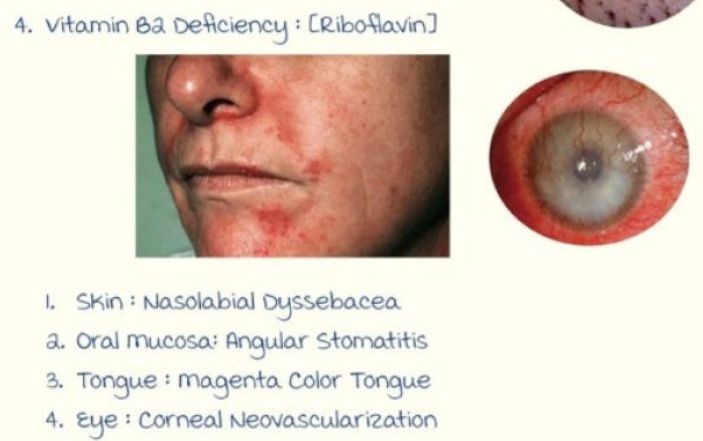 4. Vitamin B2 Deficiency : [Riboflavin]
1. Skin : Nasolabial Dyssebacea
2. Oral mucosa: Angular Stomatitis
3. Tongue : magenta Color Tongue
4. Eye : Corneal Neovascularization